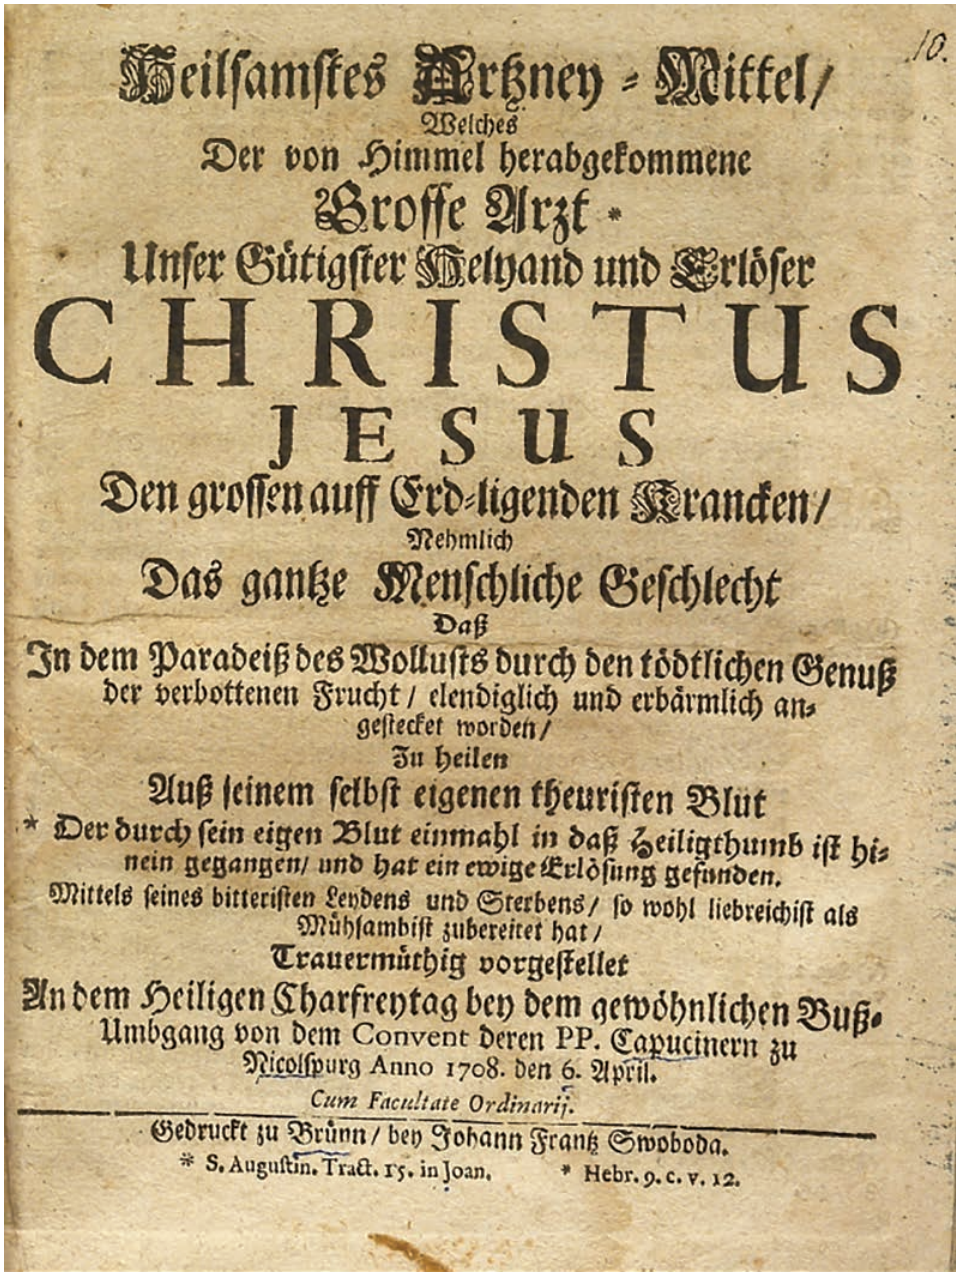 10.
Heilsamstes Artzney-Mittel/
Welches
Der von Himmel herabgekommene
Grosse Arzt *
Unser Gütigster Helyand und Erlöser
CHRISTUS
JESUS
Den grossen auff Erd-ligenden Krancken/
Nehmlich
Das gantze Menschliche Geschlecht
Daß
In dem Paradeiß des Wollusts durch den tödtlichen Genuß
der verbottenen Frucht/ elendiglich und erbärmlich an-
gestecket worden/
Zu heilen
Auß seinem selbst eigenen theuristen Blut
* Der durch sein eigen Blut einmahl in daß Heiligthumb ist hi-
nein gegangen/ und hat ein ewige Erlösung gefunden.
Mittels seines bitteristen Leydens und Sterbens/ so wohl liebreichist als
Mühsambist zubereitet hat/
Trauermüthig vorgestellet
An dem Heiligen Charfreytag bey dem gewöhnlichen Buß-
Umbgang von dem Convent deren PP. Capucinern zu
Nicolspurg Anno 1708. den 6. April.
Cum Facultate Ordinarij.
Gedruckt zu Brünn/ bey Johann Frantz Swoboda.
* S. Augustin. Tract. 15. in Joan. * Hebr. 9. c. v. 12.